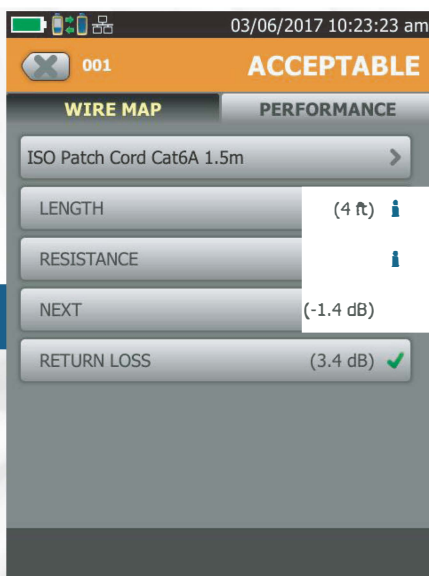 03/06/2017 10:23:23 am
001 ACCEPTABLE
WIRE MAP PERFORMANCE
ISO Patch Cord Cat6A 1.5m
LENGTH (4 ft) i
RESISTANCE i
NEXT (-1.4 dB)
RETURN LOSS (3.4 dB)